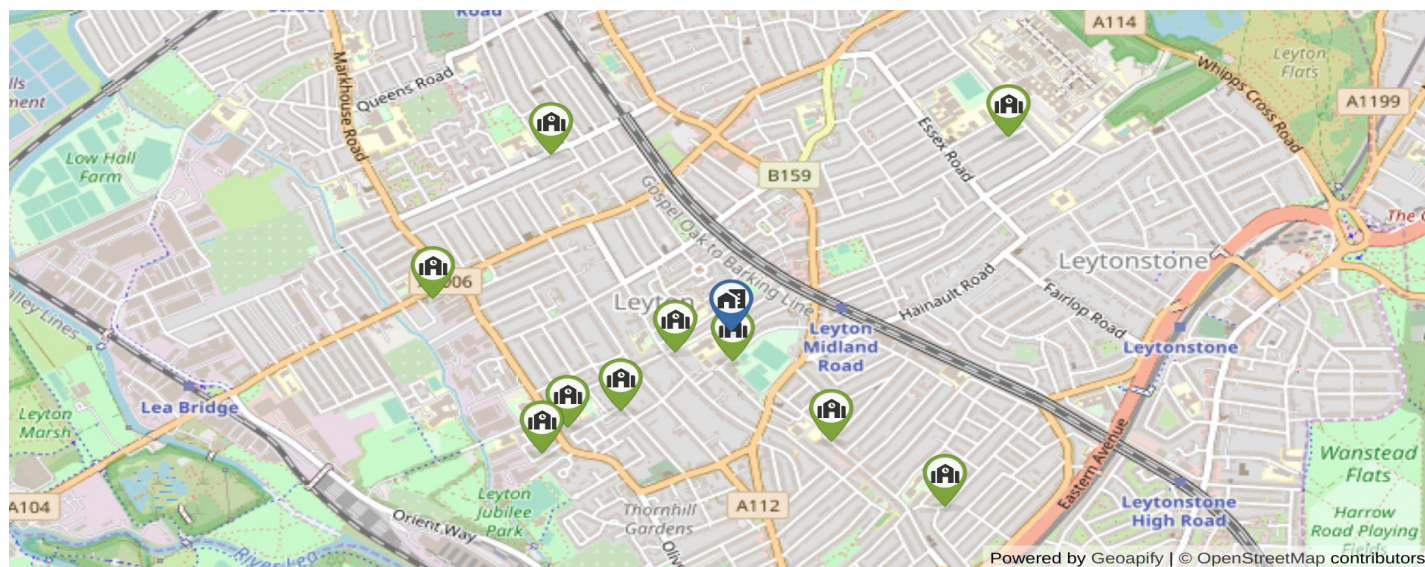 Road
A114
Leyton
Flats
Whipps Cross Road
A1199
Markhouse Road
Queens Road
Essex Road
Low Hall
Farm
B159
Gospel Oak to Barking Line
Leytonstone
Hainault Road
Fairlop Road
Leyton
Leyton
Midland
Road
Leytonstone
Lea Bridge
Leyton
Marsh
Eastern Avenue
Wanstead
Flats
A104
Orient Way
Leyton
Jubilee
Park
Thornhill
Gardens
A112
Leytonstone
High Road
Harrow
Road Playing
Fields
River Lea
Powered by Geoapify | © OpenStreetMap contributors